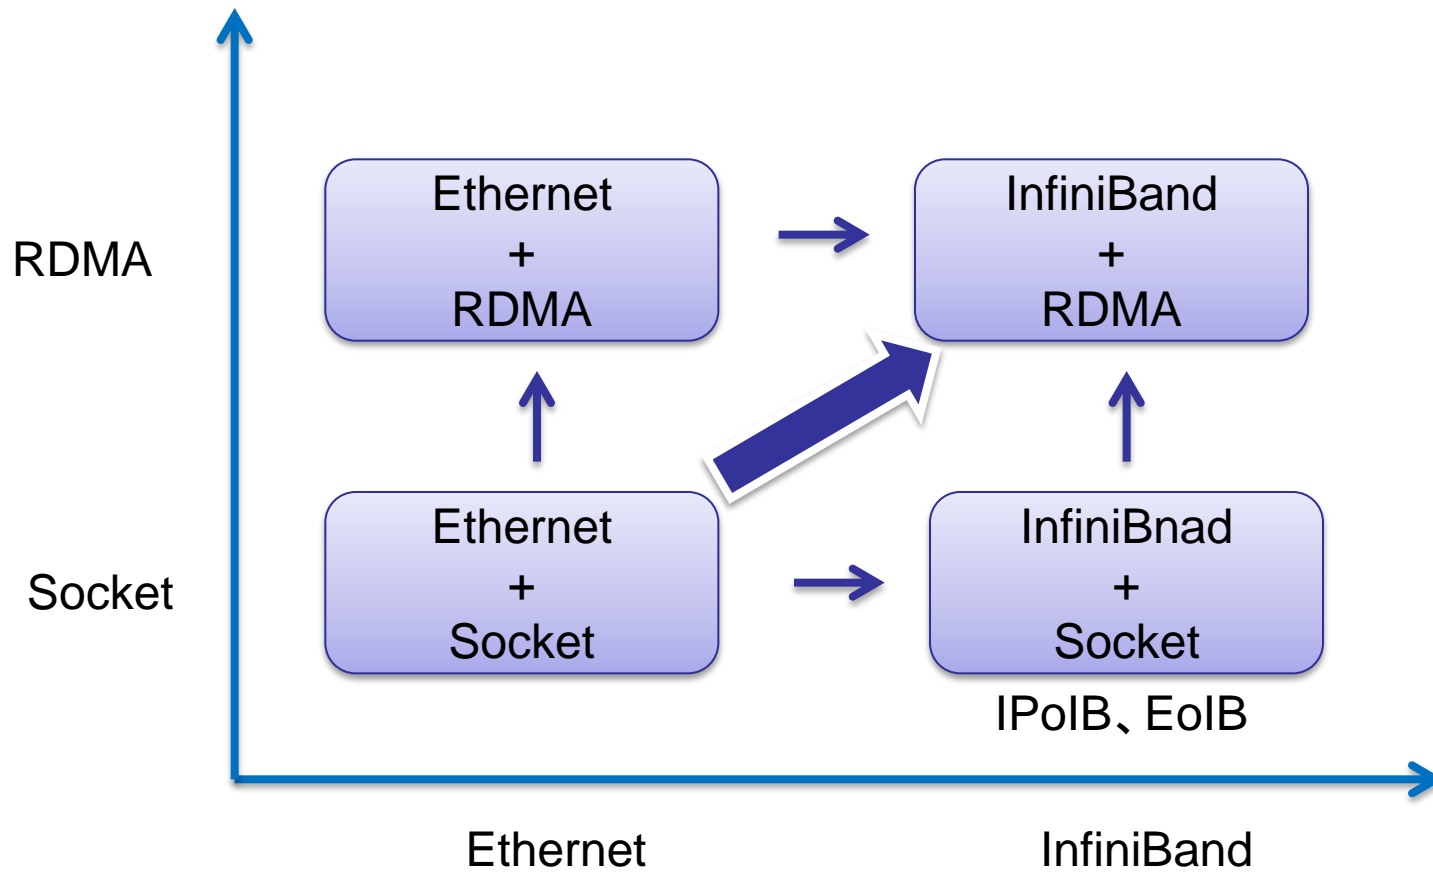 Ethernet
+
RDMA
InfiniBand
+
RDMA
RDMA
Ethernet
+
Socket
InfiniBnad
+
Socket
Socket
IPoIB、EoIB
Ethernet
InfiniBand